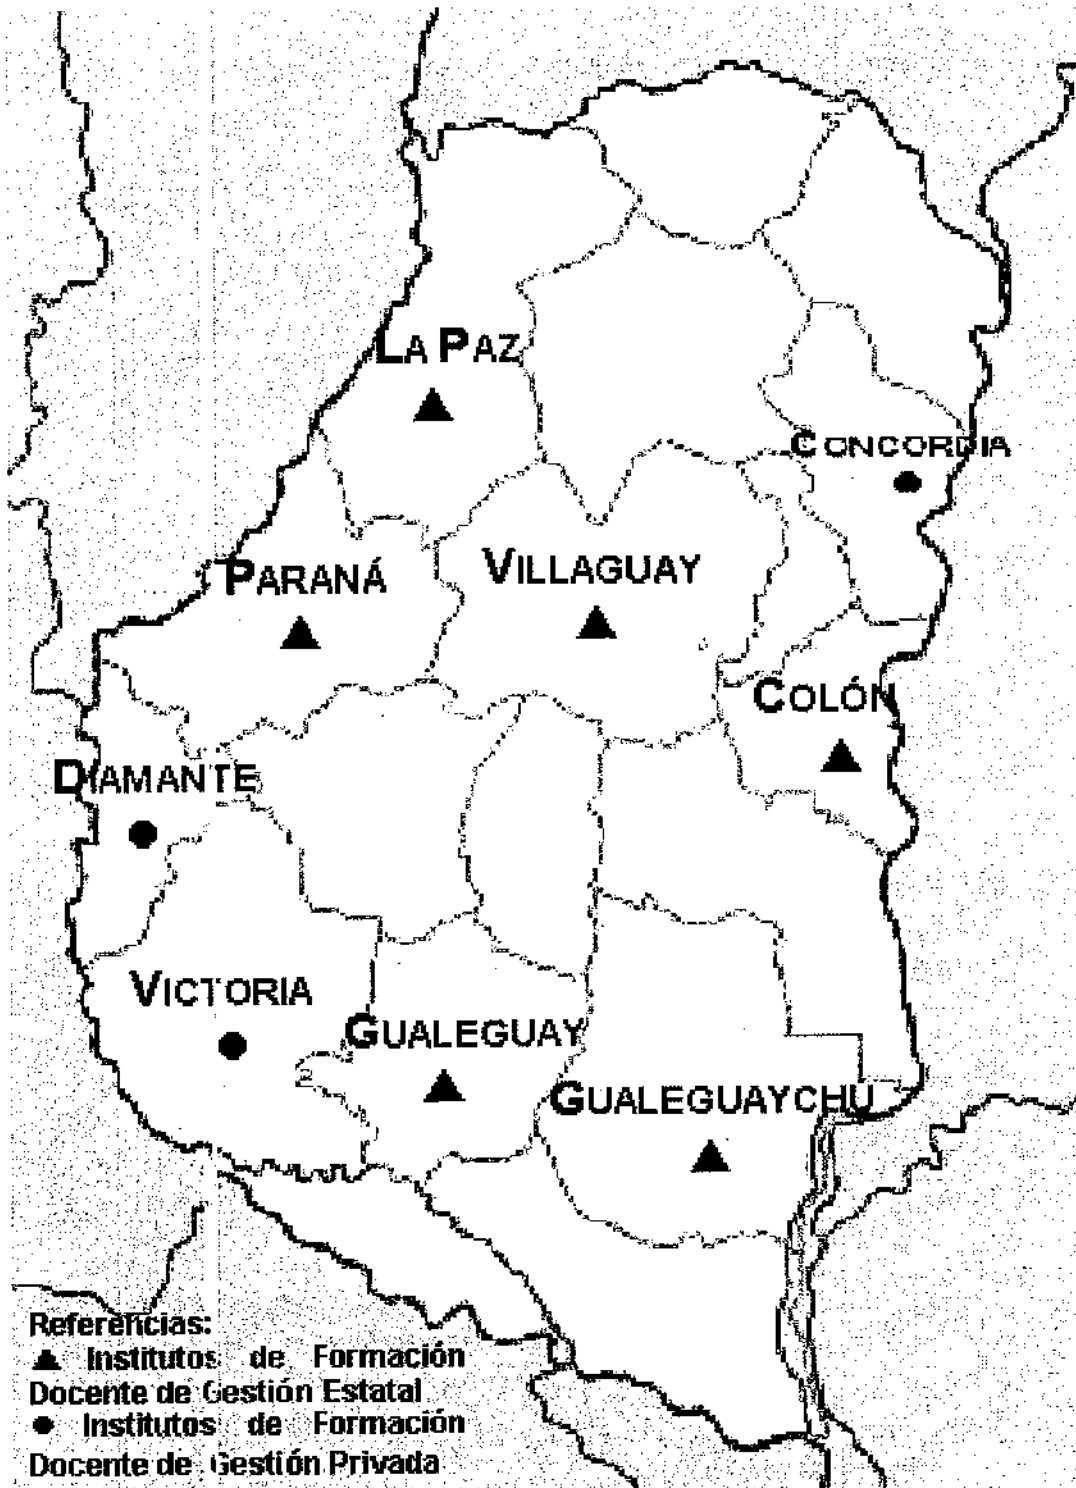 LA PAZ
CONCORDIA
PARANÁ
VILLAGUAY
COLÓN
DIAMANTE
VICTORIA
GUALEGUAY
GUALEGUAYCHU
Referencias:
▲ Institutos de Formación
Docente de Gestión Estatal
● Institutos de Formación
Docente de Gestión Privada